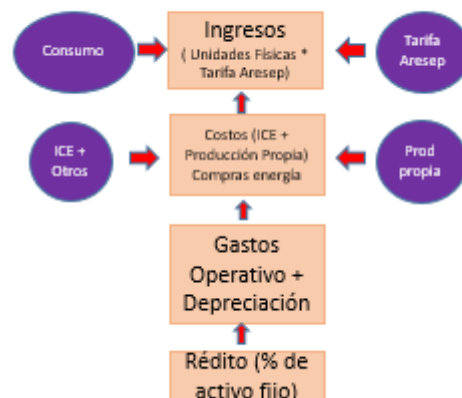 Consumo
Ingresos
( Unidades Físicas *
Tarifa Aresep)
Tarifa
Aresep
ICE +
Otros
Costos (ICE +
Producción Propia)
Compras energía
Prod
propia
Gastos
Operativo +
Depreciación
Rédito (% de
activo fijo)